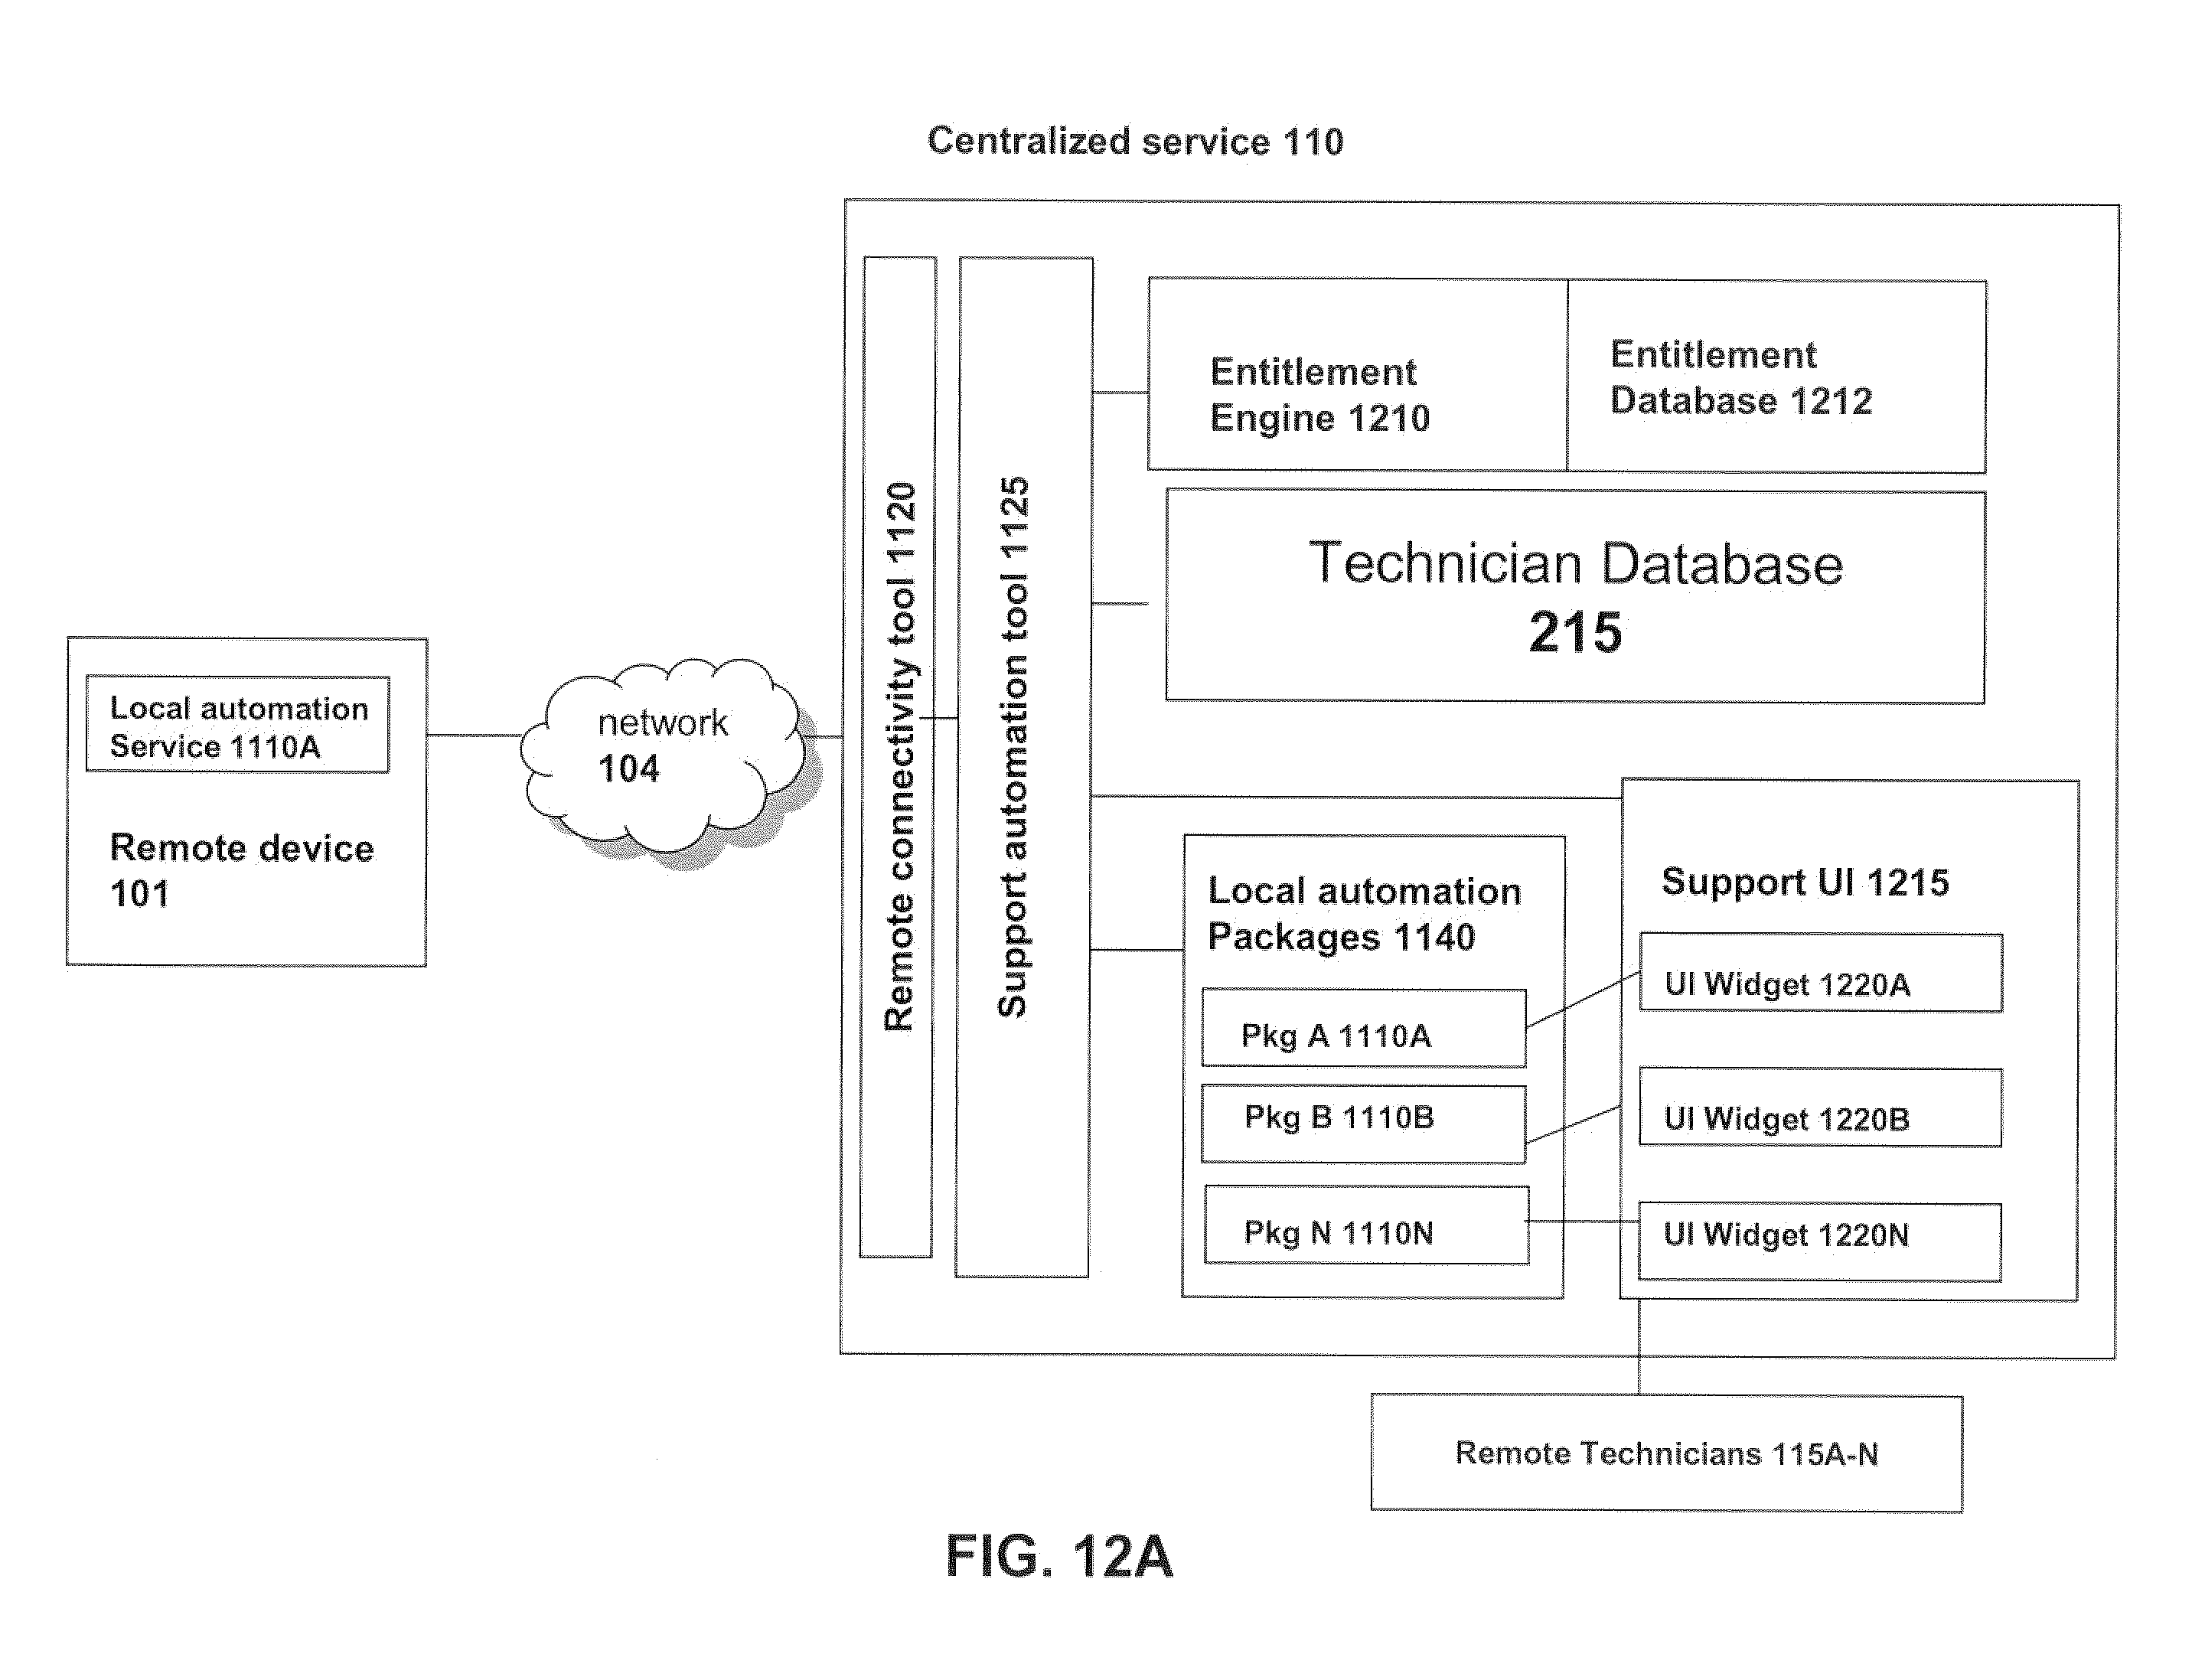 Centralized service 110
Local automation
Service 1110A
Remote device
101
network
104
Remote connectivity tool 1120
Support automation tool 1125
Entitlement
Engine 1210
Entitlement
Database 1212
Technician Database
215
Local automation
Packages 1140
Pkg A 1110A
Pkg B 1110B
Pkg N 1110N
Support UI 1215
UI Widget 1220A
UI Widget 1220B
UI Widget 1220N
Remote Technicians 115A-N
FIG. 12A